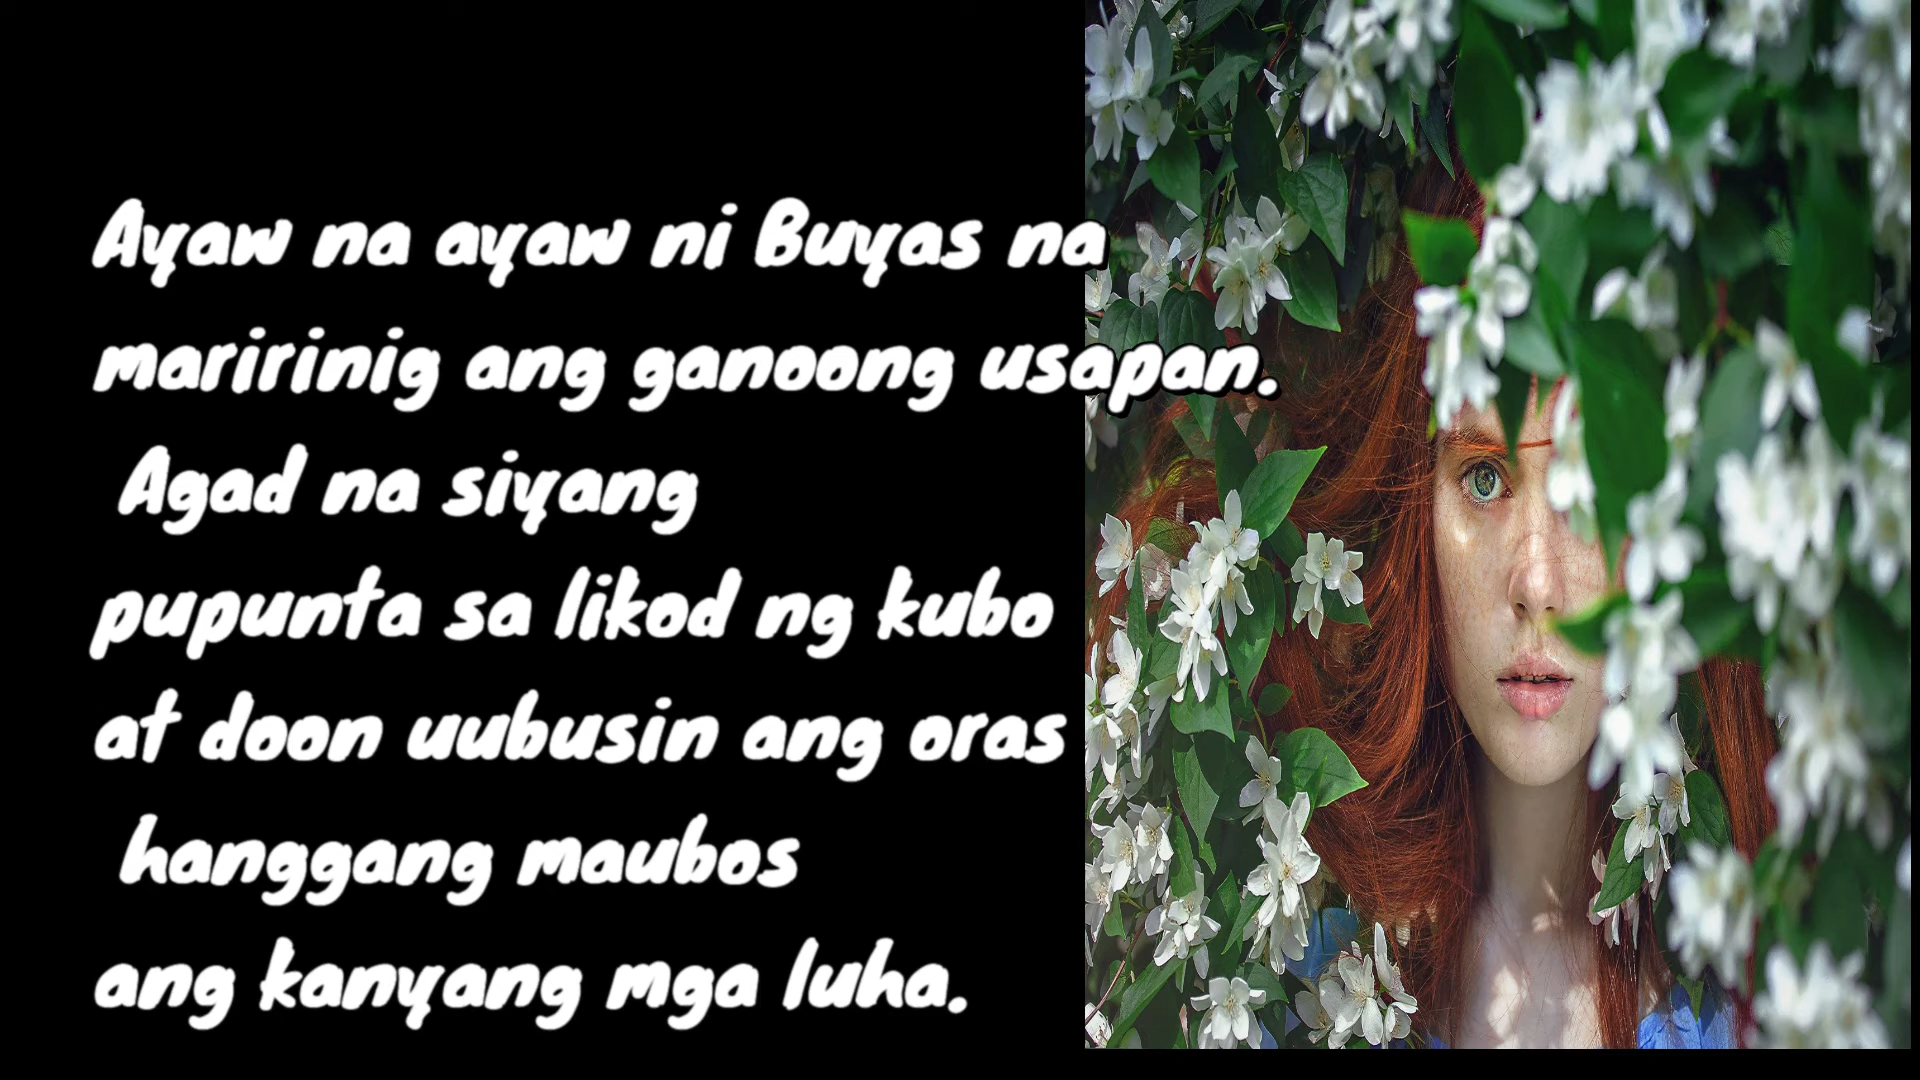 Ayaw na ayaw ni Buyas na
maririnig ang ganoong usapan.
Agad na siyang
pupunta sa likod ng kubo
at doon uubusin ang oras
hanggang maubos
ang kanyang mga luha.